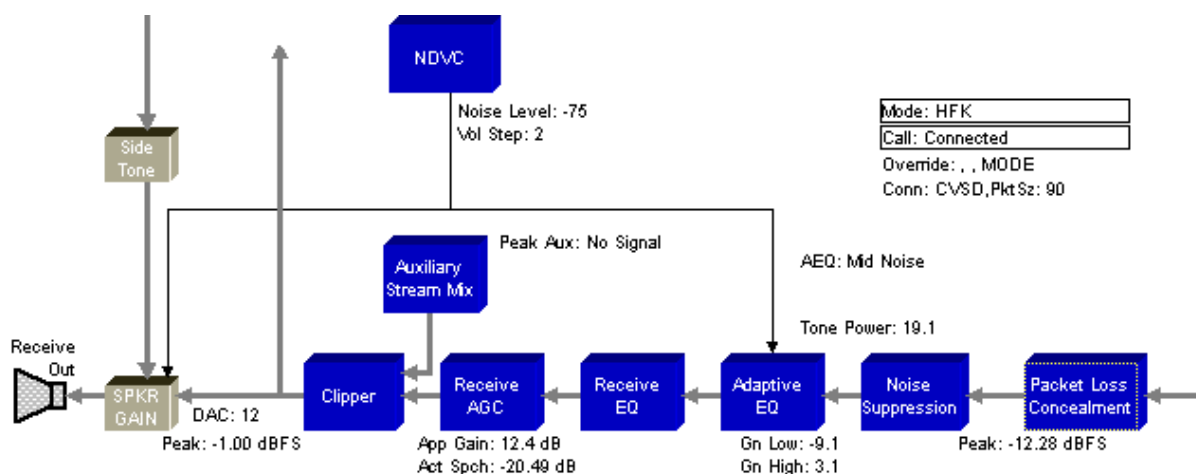 NDVC
Noise Level: -75
Vol Step: 2
Mode: HFK
Call: Connected
Override: , , MODE
Conn: CVSD,PktSz: 90
Side
Tone
Peak Aux: No Signal
Auxiliary
Stream Mix
AEQ: Mid Noise
Tone Power: 19.1
Receive
Out
SPKR
GAIN
DAC: 12
Peak: -1.00 dBFS
Clipper
Receive
AGC
App Gain: 12.4 dB
Act Spch: -20.49 dB
Receive
EQ
Adaptive
EQ
Gn Low: -9.1
Gn High: 3.1
Noise
Suppression
Peak: -12.28 dBFS
Packet Loss
Concealment